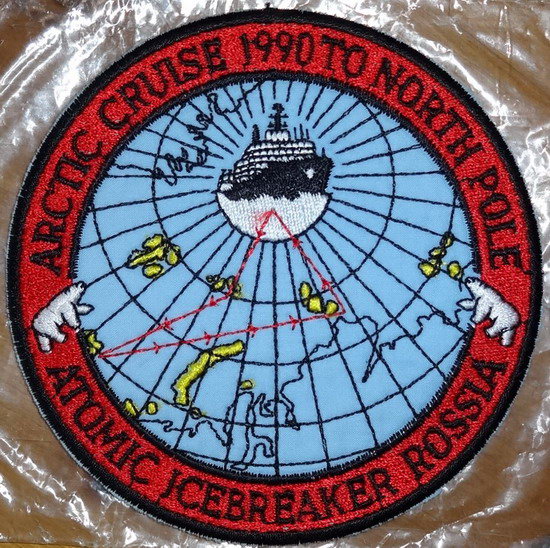 ARCTIC CRUISE 1990 TO NORTH POLE
ATOMIC ICEBREAKER ROSSIA